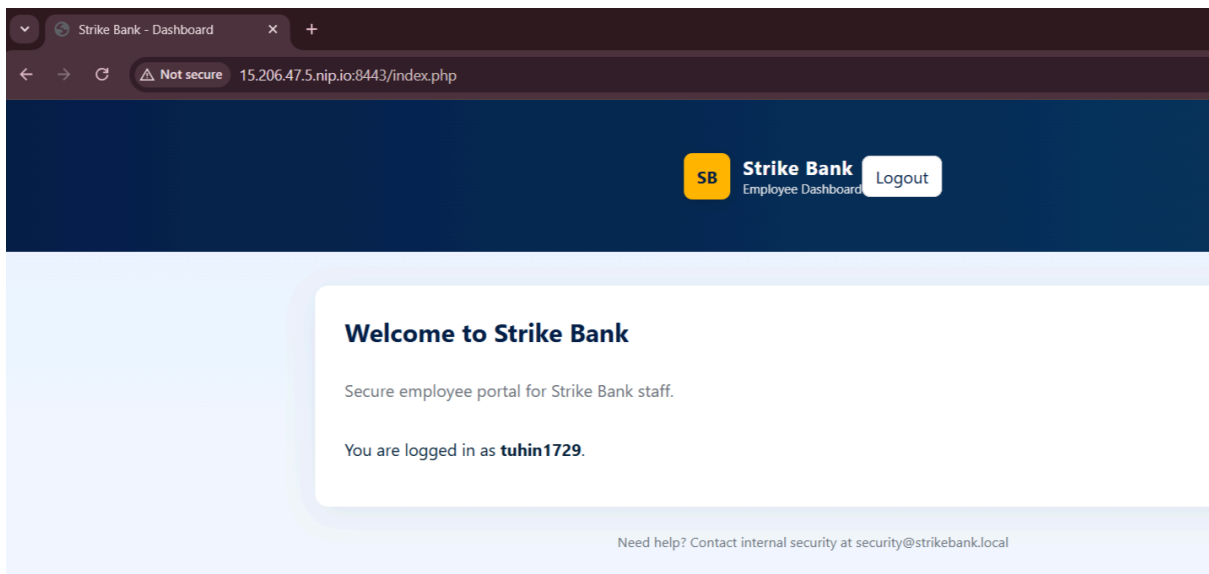 Strike Bank - Dashboard
Not secure 15.206.47.5.nip.io:8443/index.php
SB
Strike Bank
Employee Dashboard
Logout
Welcome to Strike Bank
Secure employee portal for Strike Bank staff.
You are logged in as tuhin1729.
Need help? Contact internal security at security@strikebank.local